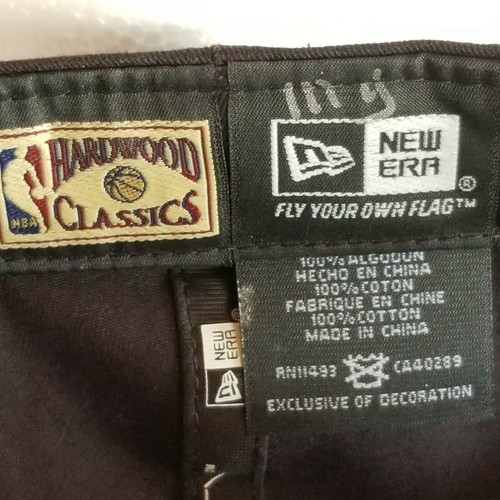 HARDWOOD
CLASSICS
NBA
NEW
ERA
®
FLY YOUR OWN FLAG™
100% ALGODON
HECHO EN CHINA
100% COTON
FABRIQUE EN CHINE
100% COTTON
MADE IN CHINA
RN11493 CA40289
EXCLUSIVE OF DECORATION
NEW
ERA